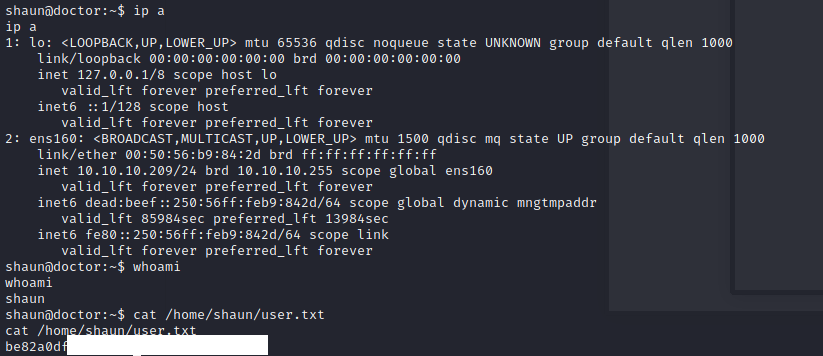 shaun@doctor:~$ ip a
ip a
1: lo: <LOOPBACK,UP,LOWER_UP> mtu 65536 qdisc noqueue state UNKNOWN group default qlen 1000
    link/loopback 00:00:00:00:00:00 brd 00:00:00:00:00:00
    inet 127.0.0.1/8 scope host lo
       valid_lft forever preferred_lft forever
    inet6 ::1/128 scope host
       valid_lft forever preferred_lft forever
2: ens160: <BROADCAST,MULTICAST,UP,LOWER_UP> mtu 1500 qdisc mq state UP group default qlen 1000
    link/ether 00:50:56:b9:84:2d brd ff:ff:ff:ff:ff:ff
    inet 10.10.10.209/24 brd 10.10.10.255 scope global ens160
       valid_lft forever preferred_lft forever
    inet6 dead:beef::250:56ff:feb9:842d/64 scope global dynamic mngtmpaddr
       valid_lft 85984sec preferred_lft 13984sec
    inet6 fe80::250:56ff:feb9:842d/64 scope link
       valid_lft forever preferred_lft forever
shaun@doctor:~$ whoami
whoami
shaun
shaun@doctor:~$ cat /home/shaun/user.txt
cat /home/shaun/user.txt
be82a0df